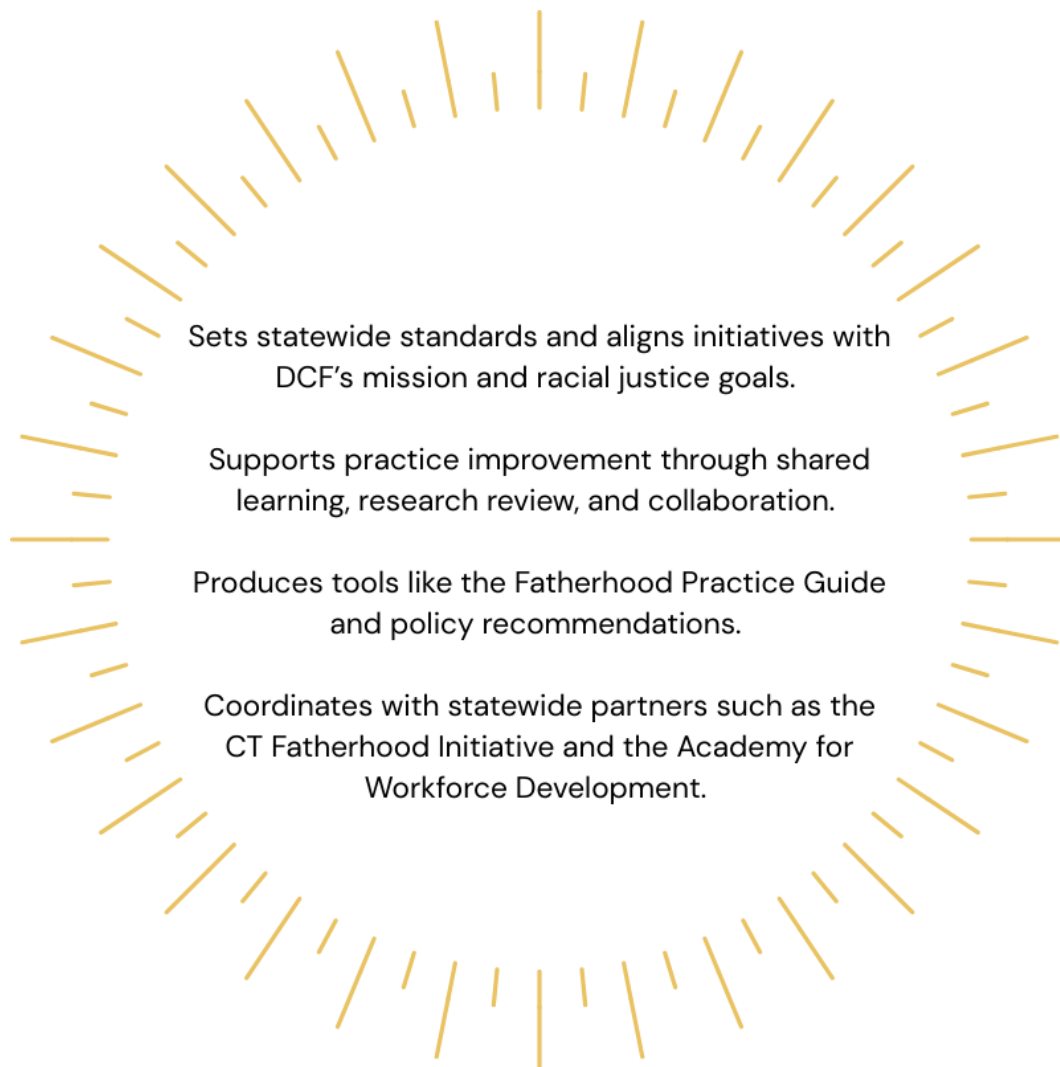 Sets statewide standards and aligns initiatives with
DCF’s mission and racial justice goals.
Supports practice improvement through shared
learning, research review, and collaboration.
Produces tools like the Fatherhood Practice Guide
and policy recommendations.
Coordinates with statewide partners such as the
CT Fatherhood Initiative and the Academy for
Workforce Development.